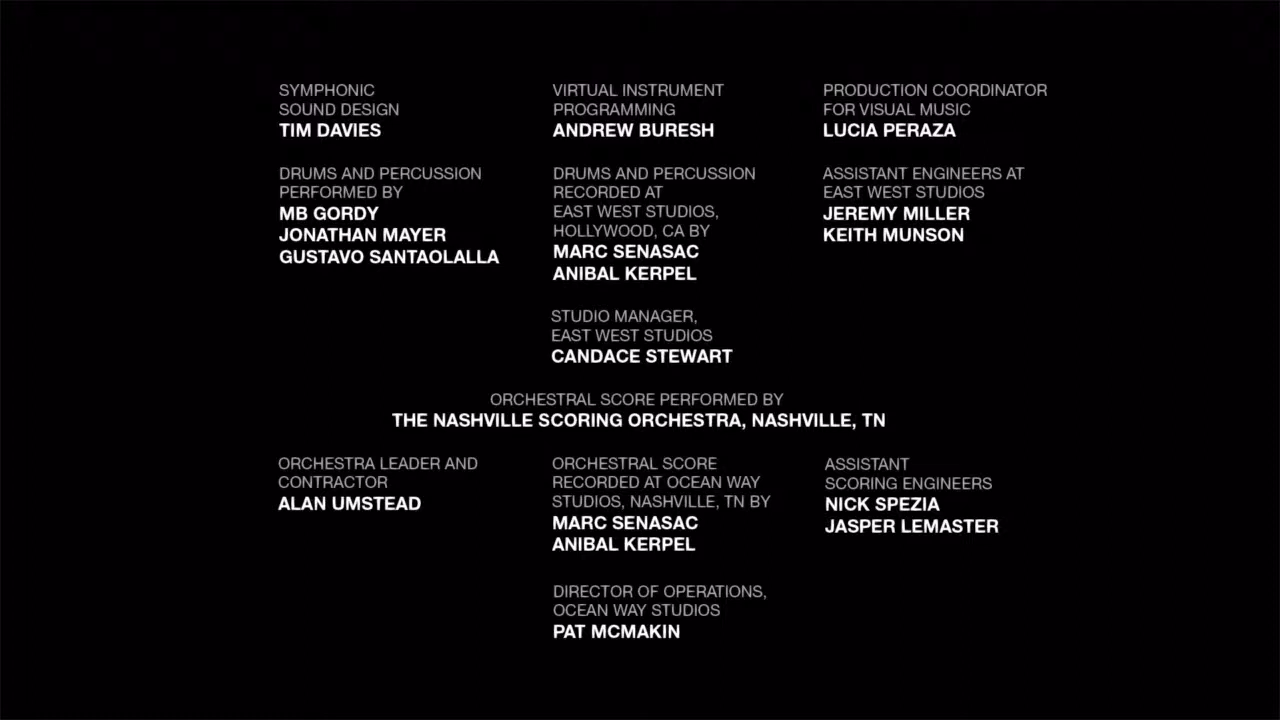 SYMPHONIC
SOUND DESIGN
TIM DAVIES
VIRTUAL INSTRUMENT
PROGRAMMING
ANDREW BURESH
PRODUCTION COORDINATOR
FOR VISUAL MUSIC
LUCIA PERAZA
DRUMS AND PERCUSSION
PERFORMED BY
MB GORDY
JONATHAN MAYER
GUSTAVO SANTAOLALLA
DRUMS AND PERCUSSION
RECORDED AT
EAST WEST STUDIOS,
HOLLYWOOD, CA BY
MARC SENASAC
ANIBAL KERPEL
ASSISTANT ENGINEERS AT
EAST WEST STUDIOS
JEREMY MILLER
KEITH MUNSON
STUDIO MANAGER,
EAST WEST STUDIOS
CANDACE STEWART
ORCHESTRAL SCORE PERFORMED BY
THE NASHVILLE SCORING ORCHESTRA, NASHVILLE, TN
ORCHESTRA LEADER AND
CONTRACTOR
ALAN UMSTEAD
ORCHESTRAL SCORE
RECORDED AT OCEAN WAY
STUDIOS, NASHVILLE, TN BY
MARC SENASAC
ANIBAL KERPEL
ASSISTANT
SCORING ENGINEERS
NICK SPEZIA
JASPER LEMASTER
DIRECTOR OF OPERATIONS,
OCEAN WAY STUDIOS
PAT MCMAKIN